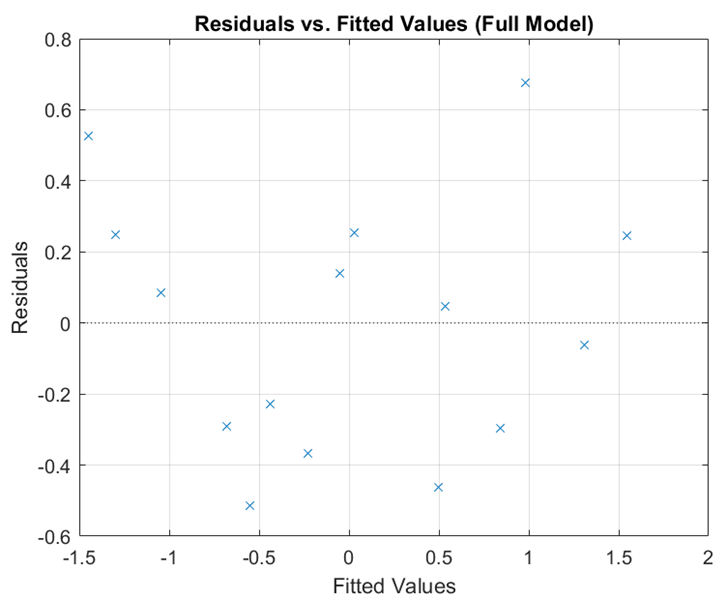 Residuals vs. Fitted Values (Full Model)
0.8
0.6
0.4
0.2
0
-0.2
-0.4
-0.6
Residuals
-1.5 -1 -0.5 0 0.5 1 1.5 2
Fitted Values